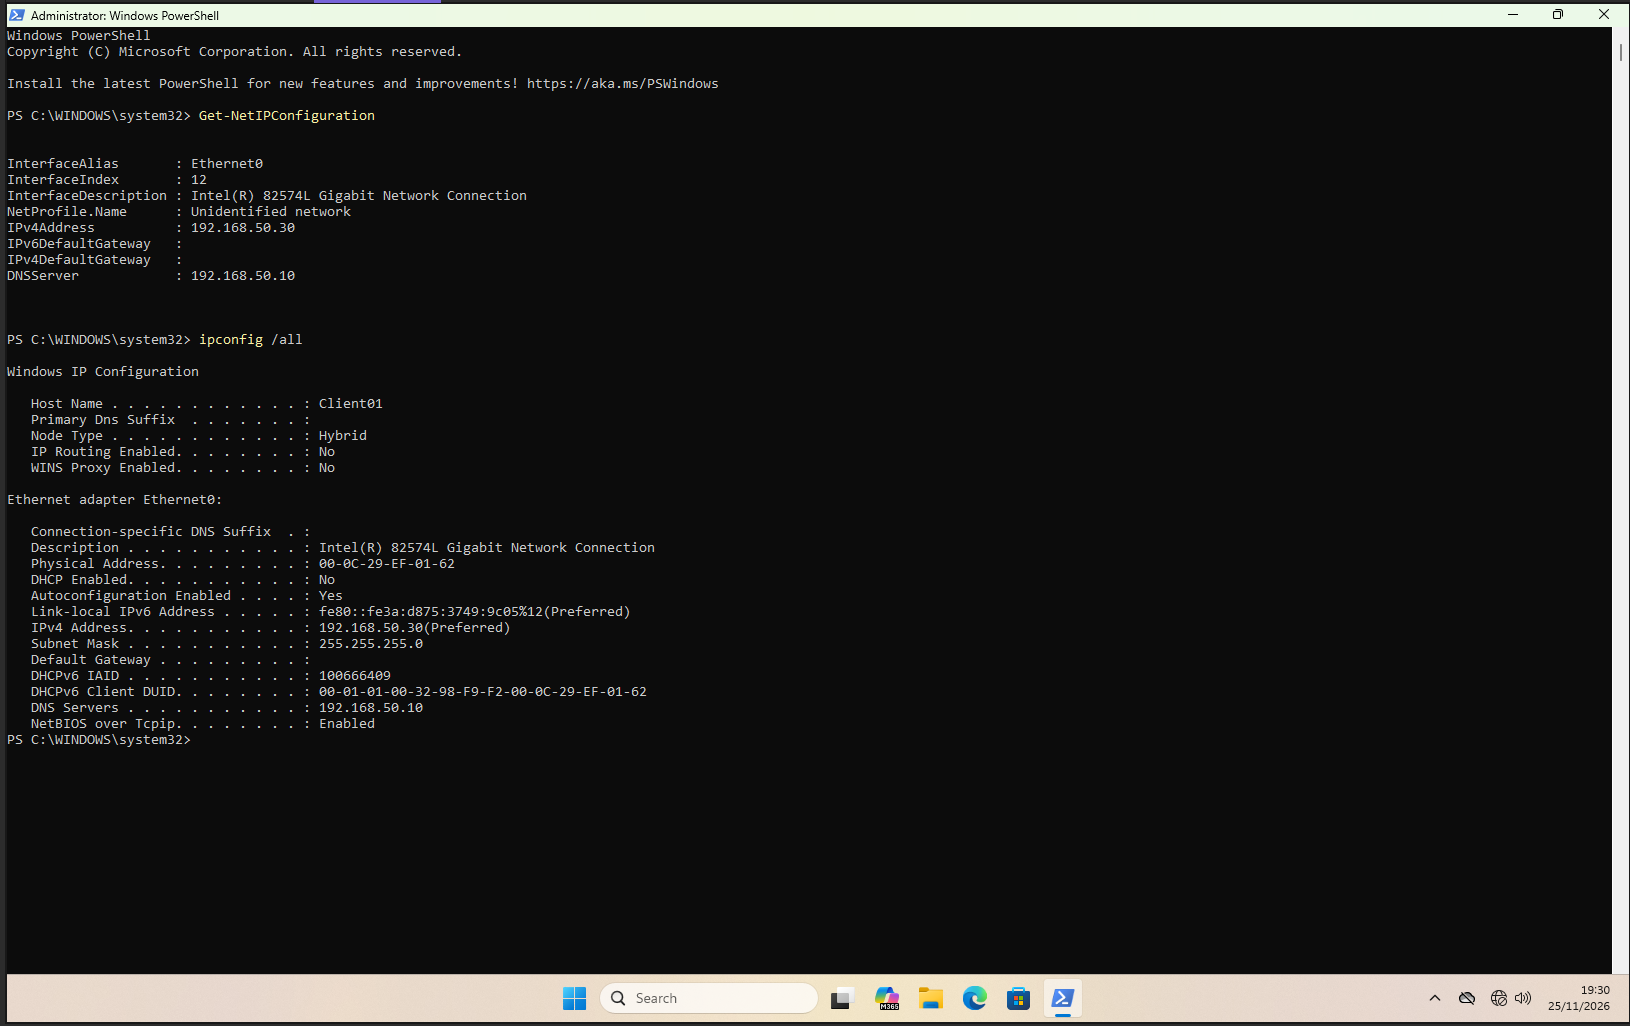 Administrator: Windows PowerShell
Windows PowerShell
Copyright (C) Microsoft Corporation. All rights reserved.
Install the latest PowerShell for new features and improvements! https://aka.ms/PSWindows
PS C:\WINDOWS\system32> Get-NetIPConfiguration
InterfaceAlias       : Ethernet0
InterfaceIndex       : 12
InterfaceDescription : Intel(R) 82574L Gigabit Network Connection
NetProfile.Name      : Unidentified network
IPv4Address          : 192.168.50.30
IPv6DefaultGateway   :
IPv4DefaultGateway   :
DNSServer            : 192.168.50.10
PS C:\WINDOWS\system32> ipconfig /all
Windows IP Configuration
   Host Name . . . . . . . . . . . . : Client01
   Primary Dns Suffix  . . . . . . . :
   Node Type . . . . . . . . . . . . : Hybrid
   IP Routing Enabled. . . . . . . . : No
   WINS Proxy Enabled. . . . . . . . : No
Ethernet adapter Ethernet0:
   Connection-specific DNS Suffix  . :
   Description . . . . . . . . . . . : Intel(R) 82574L Gigabit Network Connection
   Physical Address. . . . . . . . . : 00-0C-29-EF-01-62
   DHCP Enabled. . . . . . . . . . . : No
   Autoconfiguration Enabled . . . . : Yes
   Link-local IPv6 Address . . . . . : fe80::fe3a:d875:3749:9c05%12(Preferred)
   IPv4 Address. . . . . . . . . . . : 192.168.50.30(Preferred)
   Subnet Mask . . . . . . . . . . . : 255.255.255.0
   Default Gateway . . . . . . . . . :
   DHCPv6 IAID . . . . . . . . . . . : 100666409
   DHCPv6 Client DUID. . . . . . . . : 00-01-01-00-32-98-F9-F2-00-0C-29-EF-01-62
   DNS Servers . . . . . . . . . . . : 192.168.50.10
   NetBIOS over Tcpip. . . . . . . . : Enabled
PS C:\WINDOWS\system32>
Search
M365
19:30
25/11/2026